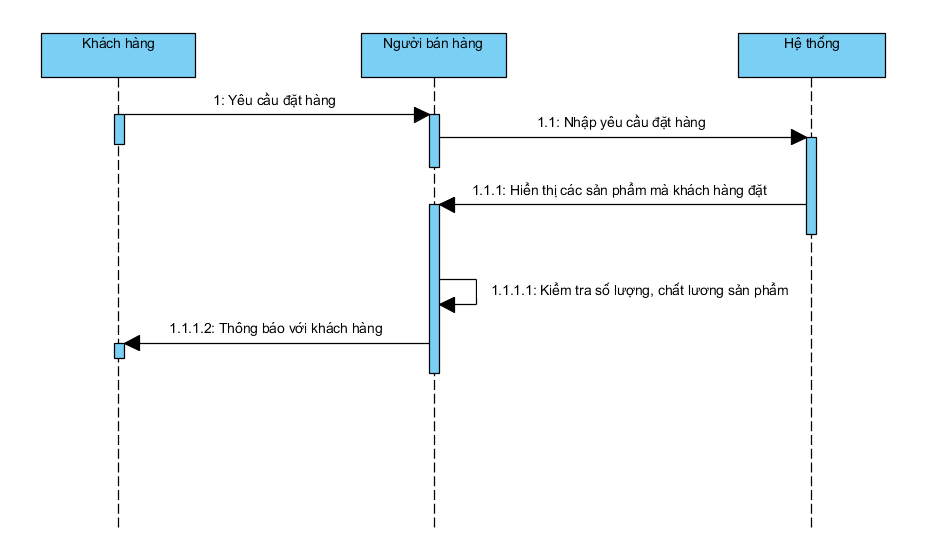 Khách hàng
Người bán hàng
Hệ thống
1: Yêu cầu đặt hàng
1.1: Nhập yêu cầu đặt hàng
1.1.1: Hiển thị các sản phẩm mà khách hàng đặt
1.1.1.1: Kiểm tra số lượng, chất lương sản phẩm
1.1.1.2: Thông báo với khách hàng